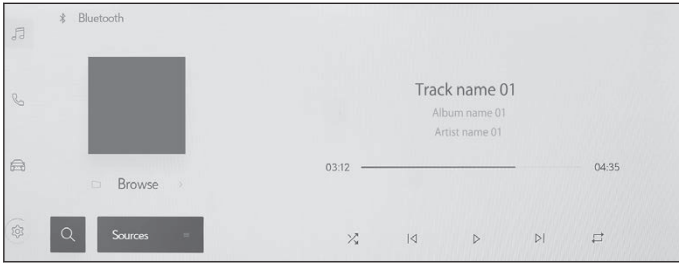 Bluetooth
Track name 01
Album name 01
Artist name 01
03:12
04:35
Browse
Sources